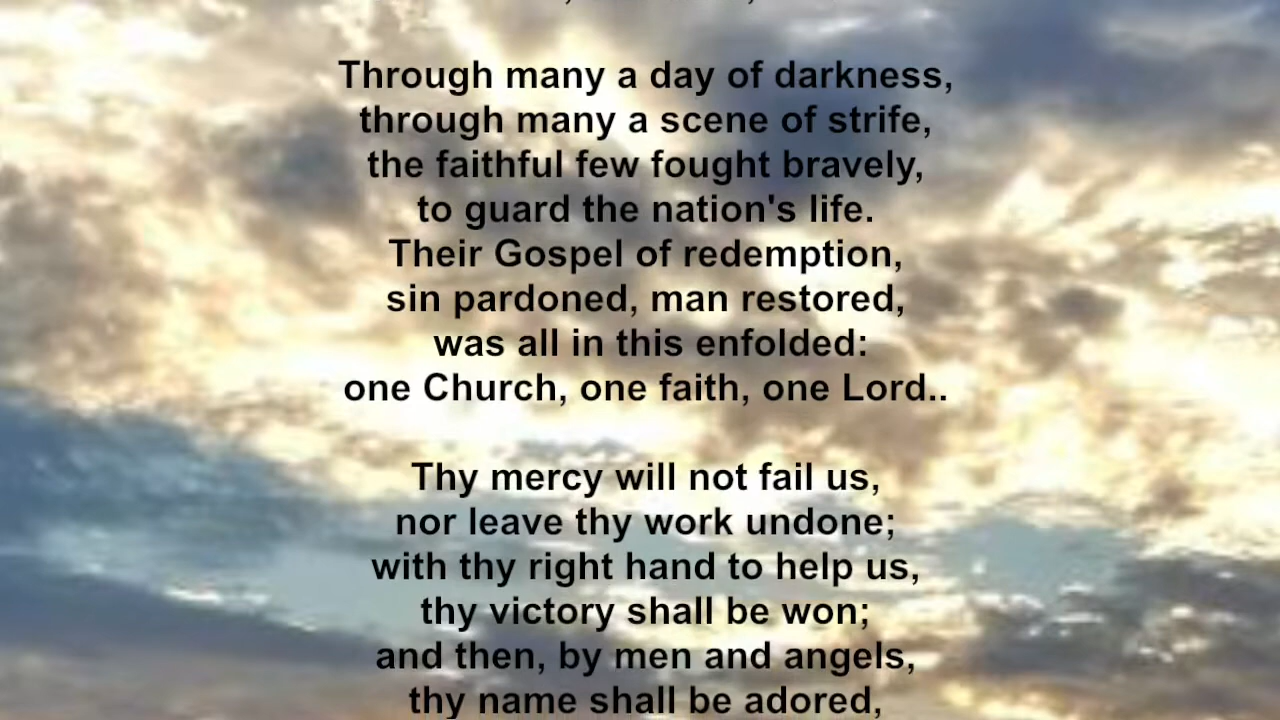 Through many a day of darkness,
through many a scene of strife,
the faithful few fought bravely,
to guard the nation's life.
Their Gospel of redemption,
sin pardoned, man restored,
was all in this enfolded:
one Church, one faith, one Lord..
Thy mercy will not fail us,
nor leave thy work undone;
with thy right hand to help us,
thy victory shall be won;
and then, by men and angels,
thy name shall be adored,